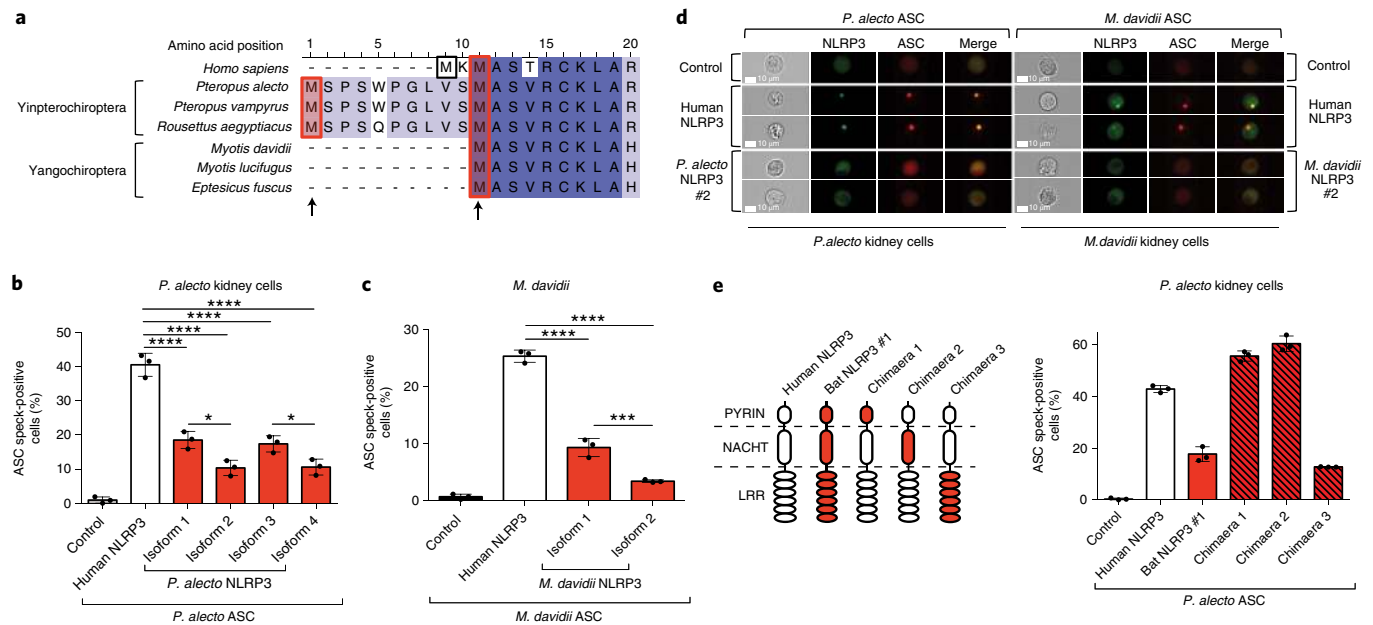 a
Amino acid position
1 5 10 15 20
Homo sapiens - - - - - - - - M K M A S T R C K L A R
Yinpterochiroptera
Pteropus alecto M S P S W P G L V S M A S V R C K L A R
Pteropus vampyrus M S P S W P G L V S M A S V R C K L A R
Rousettus aegyptiacus M S P S Q P G L V S M A S V R C K L A R
Yangochiroptera
Myotis davidii - - - - - - - - - - M A S V R C K L A H
Myotis lucifugus - - - - - - - - - - M A S V R C K L A H
Eptesicus fuscus - - - - - - - - - - M A S V R C K L A H
b
P. alecto kidney cells
ASC speck-positive
cells (%)
50
40
30
20
10
0
****
****
****
****
*
*
Control
Human NLRP3
Isoform 1
Isoform 2
Isoform 3
Isoform 4
P. alecto NLRP3
P. alecto ASC
c
M. davidii
ASC speck-positive
cells (%)
30
20
10
0
****
****
***
Control
Human NLRP3
Isoform 1
Isoform 2
M. davidii NLRP3
M. davidii ASC
d
P. alecto ASC
M. davidii ASC
NLRP3 ASC Merge
NLRP3 ASC Merge
Control
10 μm
10 μm
Control
Human
NLRP3
10 μm
10 μm
Human
NLRP3
P. alecto
NLRP3
#2
10 μm
10 μm
M. davidii
NLRP3
#2
P.alecto kidney cells
M.davidii kidney cells
e
Human NLRP3
Bat NLRP3 #1
Chimaera 1
Chimaera 2
Chimaera 3
PYRIN
NACHT
LRR
P. alecto kidney cells
ASC speck-positive
cells (%)
60
40
20
0
Control
Human NLRP3
Bat NLRP3 #1
Chimaera 1
Chimaera 2
Chimaera 3
P. alecto ASC